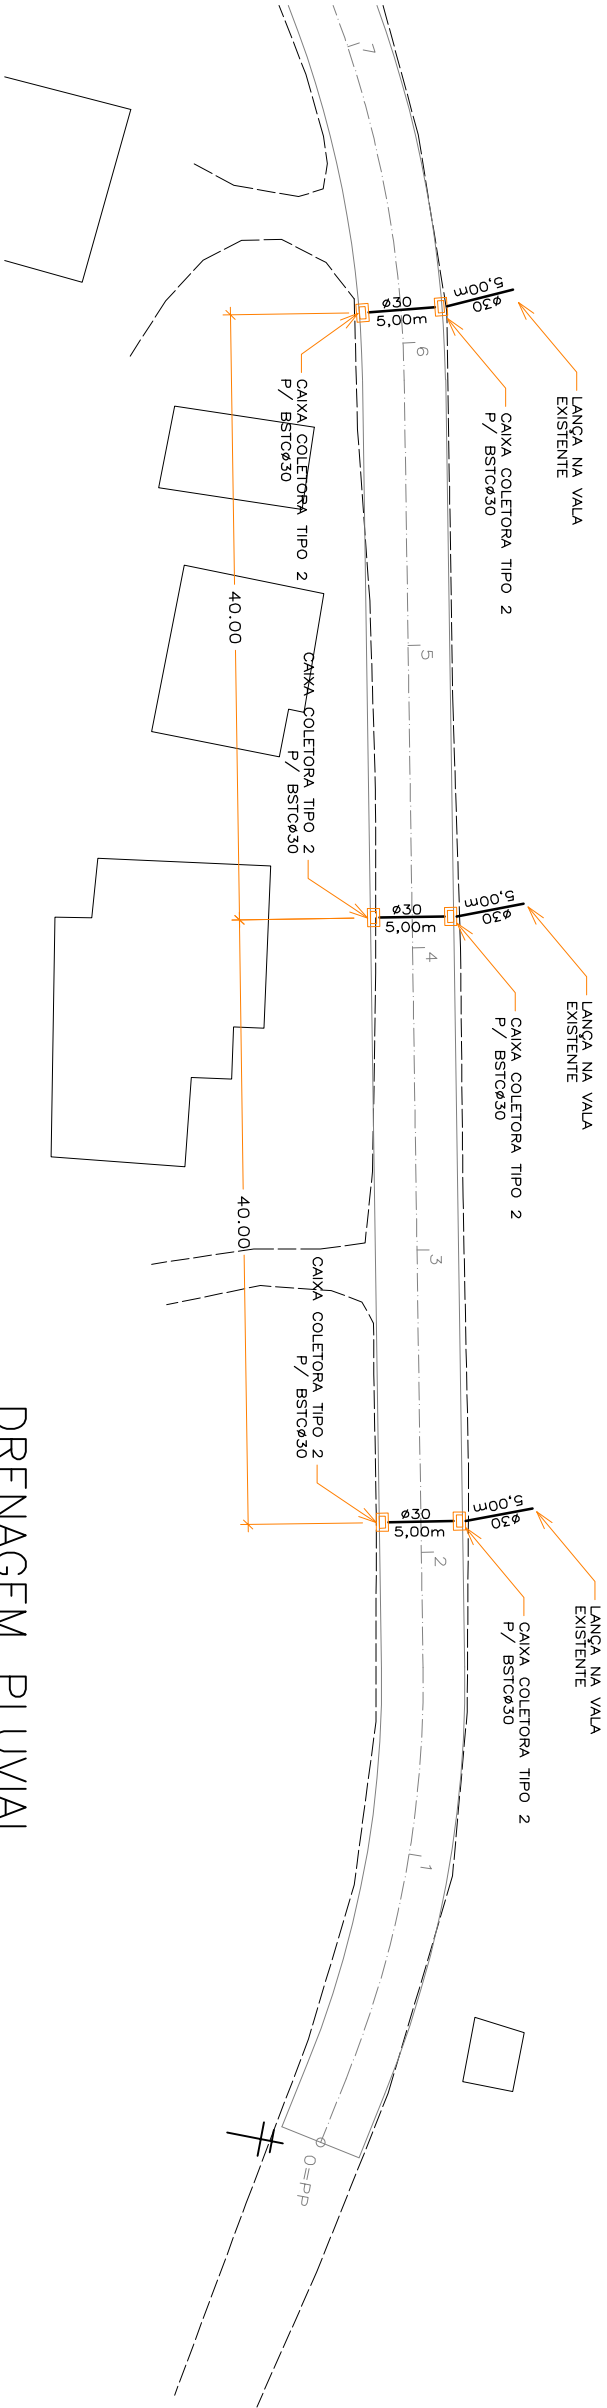 7
ø30
5,00m
ø30
5,00m
6
LANÇA NA VALA
EXISTENTE
CAIXA COLETORA TIPO 2
P/ BSTCø30
CAIXA COLETORA TIPO 2
P/ BSTCø30
40.00
5
CAIXA COLETORA TIPO 2
P/ BSTCø30
ø30
5,00m
ø30
5,00m
4
LANÇA NA VALA
EXISTENTE
CAIXA COLETORA TIPO 2
P/ BSTCø30
40.00
3
CAIXA COLETORA TIPO 2
P/ BSTCø30
ø30
5,00m
ø30
5,00m
2
LANÇA NA VALA
EXISTENTE
CAIXA COLETORA TIPO 2
P/ BSTCø30
1
0=PP
DRENAGEM PLUVIAL